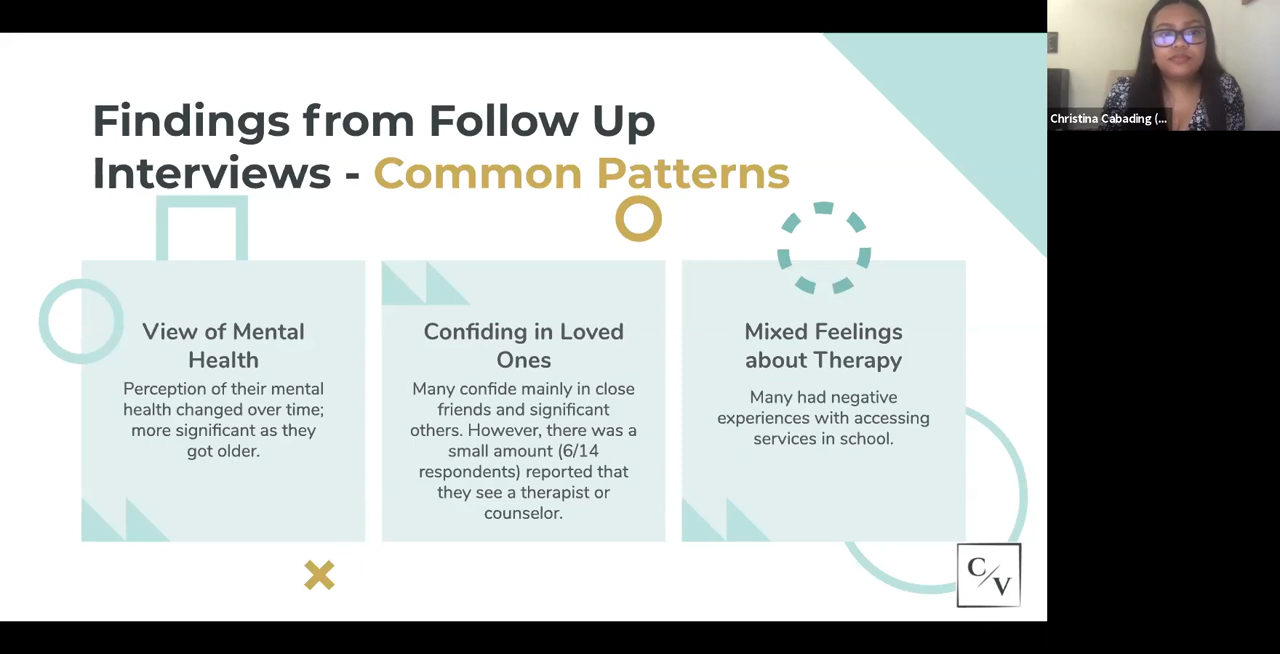 Findings from Follow Up
Interviews - Common Patterns
View of Mental
Health
Perception of their mental
health changed over time;
more significant as they
got older.
Confiding in Loved
Ones
Many confide mainly in close
friends and significant
others. However, there was a
small amount (6/14
respondents) reported that
they see a therapist or
counselor.
Mixed Feelings
about Therapy
Many had negative
experiences with accessing
services in school.
C/V
Christina Cabading (...